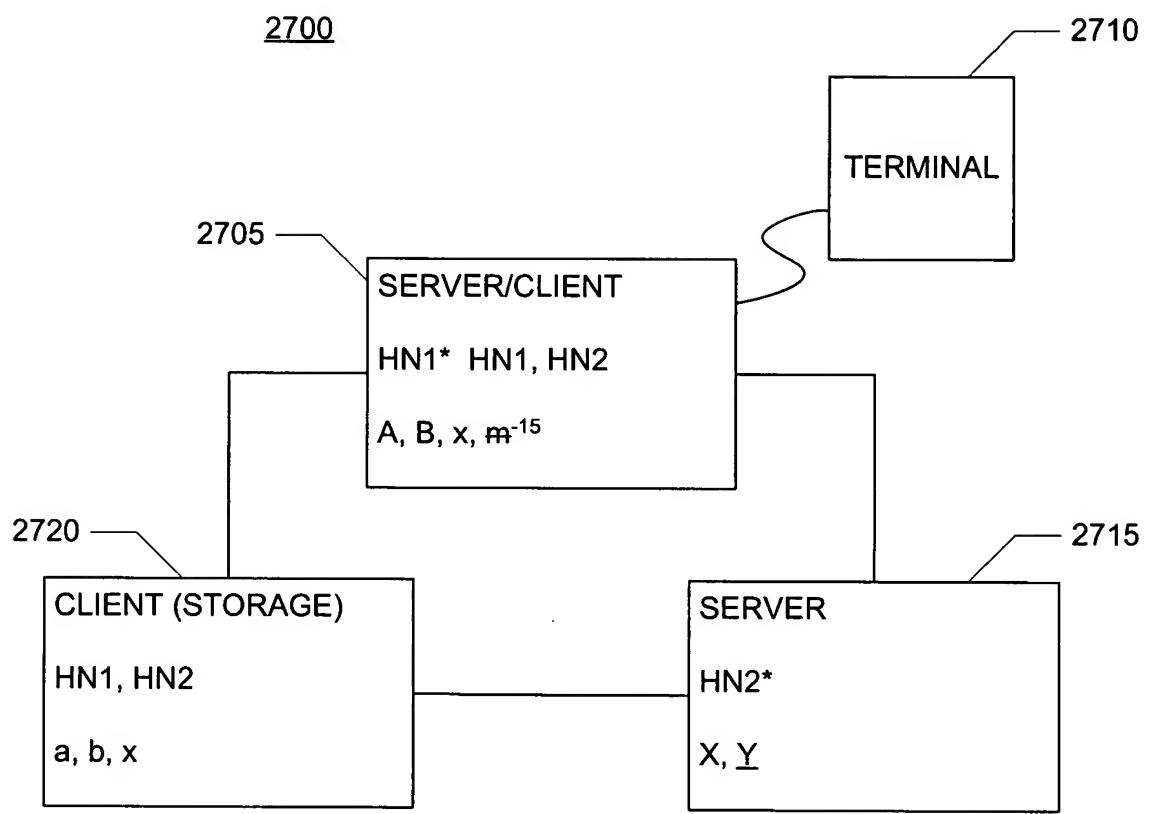 2700
2710
TERMINAL
2705
SERVER/CLIENT
HN1* HN1, HN2
A, B, x, m-15
2720
2715
CLIENT (STORAGE)
HN1, HN2
a, b, x
SERVER
HN2*
X, Y